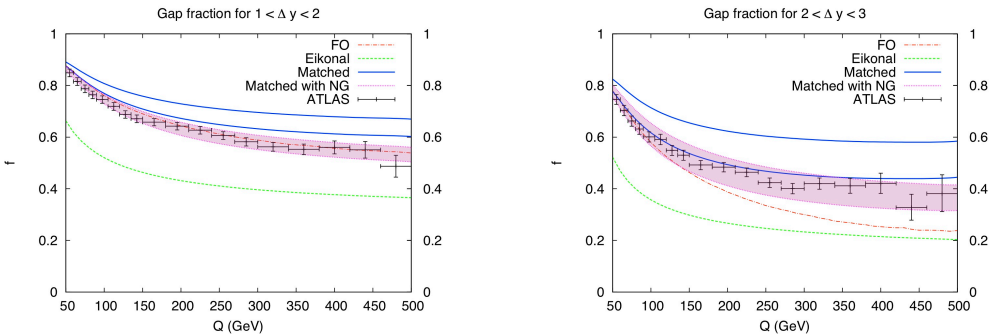 Gap fraction for 1 < Δ y < 2
1
0.8
0.6
0.4
0.2
0
1
0.8
0.6
0.4
0.2
0
50 100 150 200 250 300 350 400 450 500
f
Q (GeV)
FO
Eikonal
Matched
Matched with NG
ATLAS
Gap fraction for 2 < Δ y < 3
1
0.8
0.6
0.4
0.2
0
1
0.8
0.6
0.4
0.2
0
50 100 150 200 250 300 350 400 450 500
f
Q (GeV)
FO
Eikonal
Matched
Matched with NG
ATLAS